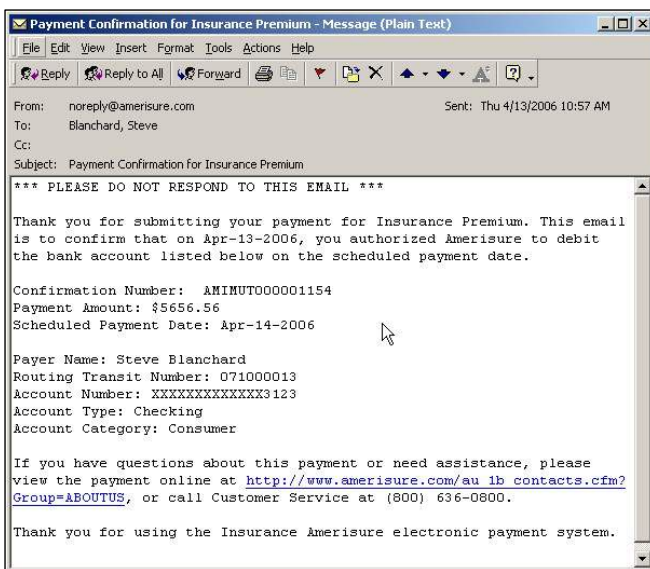 Payment Confirmation for Insurance Premium - Message (Plain Text)
File Edit View Insert Format Tools Actions Help
Reply Reply to All Forward
From: noreply@amerisure.com Sent: Thu 4/13/2006 10:57 AM
To: Blanchard, Steve
Cc:
Subject: Payment Confirmation for Insurance Premium
*** PLEASE DO NOT RESPOND TO THIS EMAIL ***
Thank you for submitting your payment for Insurance Premium. This email
is to confirm that on Apr-13-2006, you authorized Amerisure to debit
the bank account listed below on the scheduled payment date.
Confirmation Number: AMIMUT000001154
Payment Amount: $5656.56
Scheduled Payment Date: Apr-14-2006
Payer Name: Steve Blanchard
Routing Transit Number: 071000013
Account Number: XXXXXXXXXXXXX3123
Account Type: Checking
Account Category: Consumer
If you have questions about this payment or need assistance, please
view the payment online at http://www.amerisure.com/au_1b_contacts.cfm?
Group=ABOUTUS, or call Customer Service at (800) 636-0800.
Thank you for using the Insurance Amerisure electronic payment system.